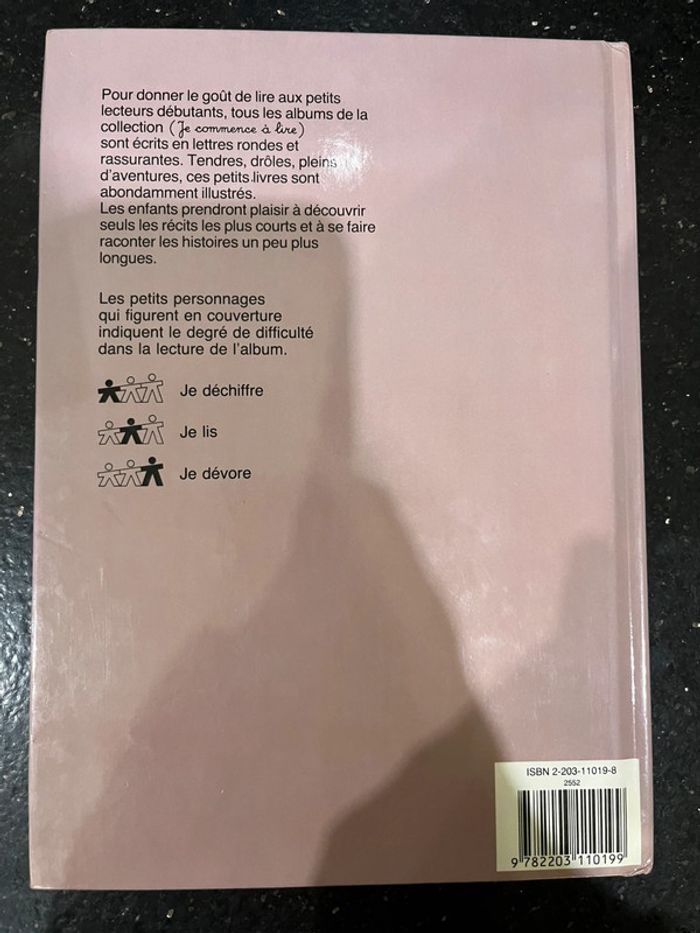 Pour donner le goût de lire aux petits
lecteurs débutants, tous les albums de la
collection (Je commence à lire)
sont écrits en lettres rondes et
rassurantes. Tendres, drôles, pleins
d'aventures, ces petits livres sont
abondamment illustrés.
Les enfants prendront plaisir à découvrir
seuls les récits les plus courts et à se faire
raconter les histoires un peu plus
longues.
Les petits personnages
qui figurent en couverture
indiquent le degré de difficulté
dans la lecture de l'album.
Je déchiffre
Je lis
Je dévore
ISBN 2-203-11019-8
2552
9 782203 110199